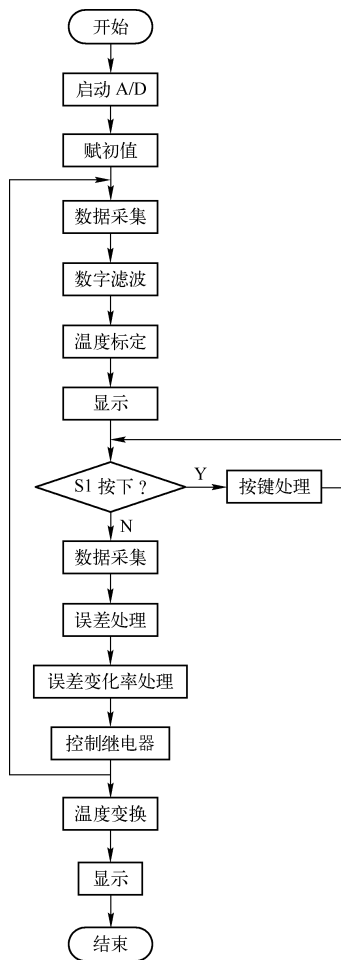 开始
启动 A/D
赋初值
数据采集
数字滤波
温度标定
显示
S1 按下？
Y
按键处理
N
数据采集
误差处理
误差变化率处理
控制继电器
温度变换
显示
结束